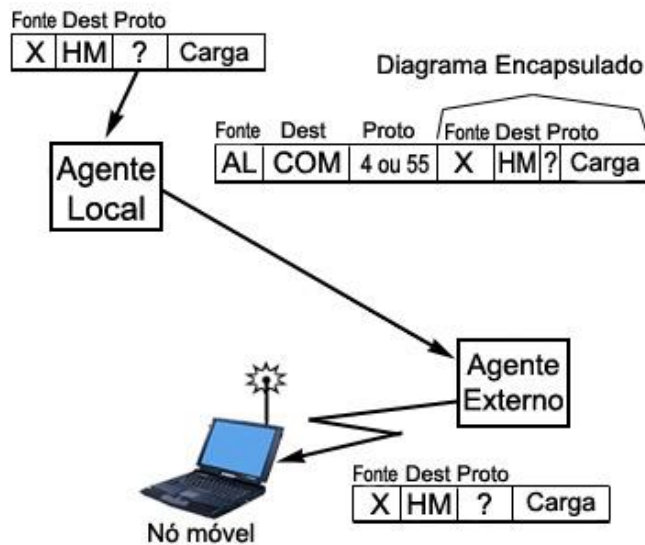 Fonte Dest Proto
X HM ? Carga
Diagrama Encapsulado
Fonte Dest Proto Fonte Dest Proto
AL COM 4 ou 55 X HM ? Carga
Agente
Local
Agente
Externo
Fonte Dest Proto
X HM ? Carga
Nó móvel